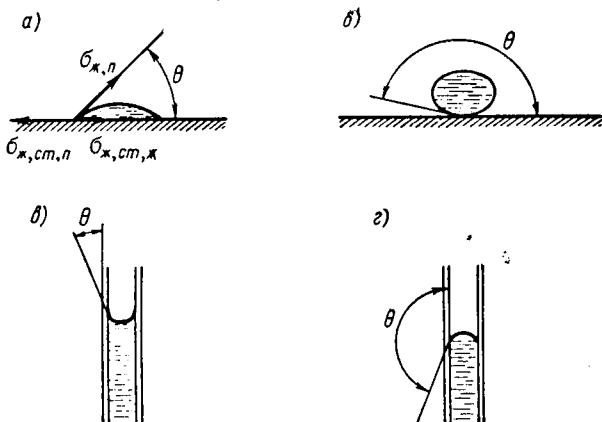 а)
б)
θ
θ
σж,п
σж,ст,п
σж,ст,ж
в)
г)
θ
θ